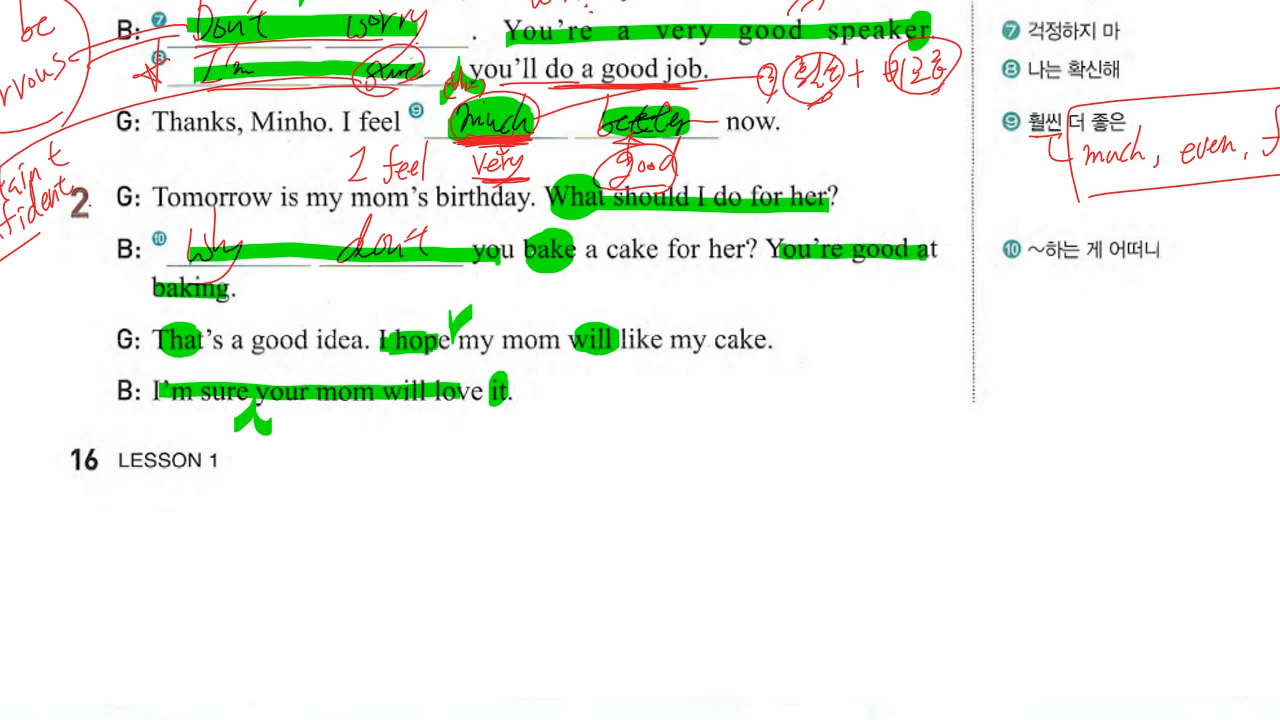 be
B: ⑦ Don't worry . You're a very good speaker ⑦ 걱정하지 마
⑧ I'm sure you'll do a good job. + ⑧ 나는 확신해
G: Thanks, Minho. I feel ⑨ much better now. ⑨ 훨씬 더 좋은
I feel very good
much, even, f
2 G: Tomorrow is my mom's birthday. What should I do for her?
B: ⑩ Why don't you bake a cake for her? You're good at ⑩ ~하는 게 어떠니
baking.
G: That's a good idea. I hope my mom will like my cake.
B: I'm sure your mom will love it.
16 LESSON 1